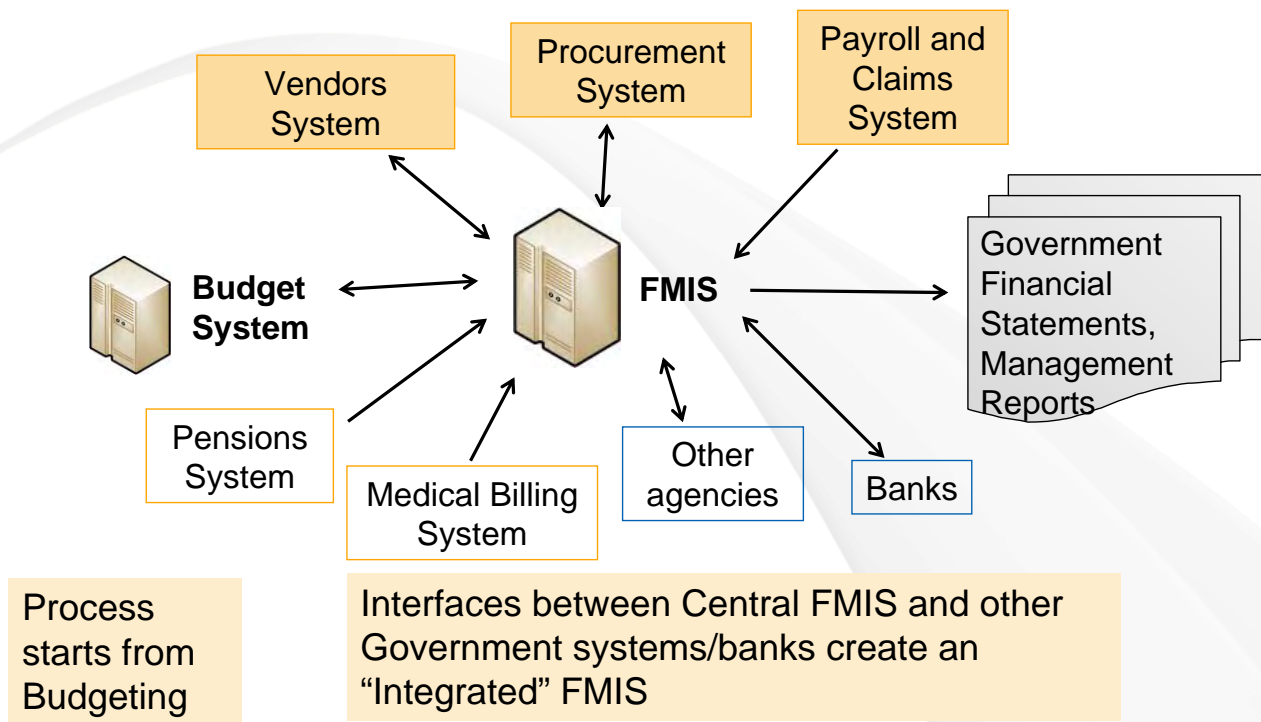 Vendors
System
Procurement
System
Payroll and
Claims
System
Budget
System
FMIS
Government
Financial
Statements,
Management
Reports
Pensions
System
Medical Billing
System
Other
agencies
Banks
Process
starts from
Budgeting
Interfaces between Central FMIS and other
Government systems/banks create an
“Integrated” FMIS